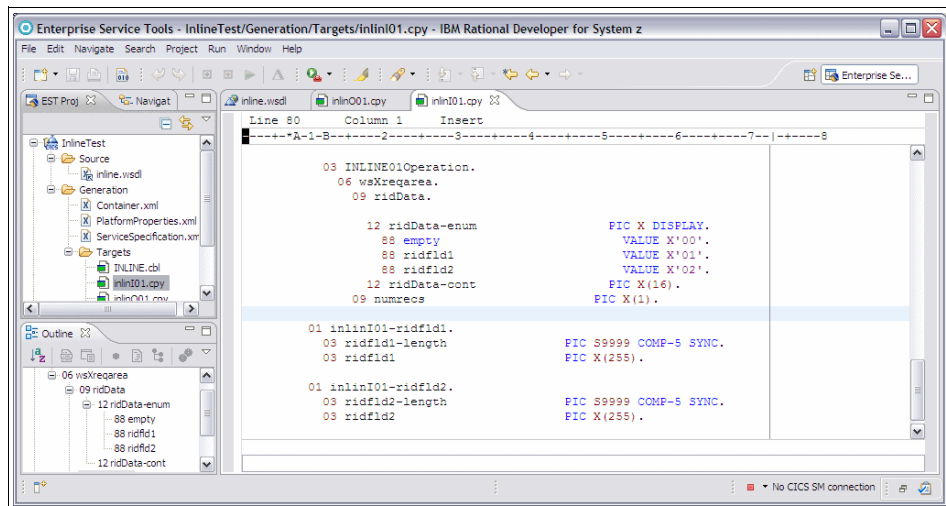 Enterprise Service Tools - InlineTest/Generation/Targets/inlinI01.cpy - IBM Rational Developer for System z
File Edit Navigate Search Project Run Window Help
Enterprise Se...
EST Proj Navigat
inline.wsdl inlinO01.cpy inlinI01.cpy
Line 80 Column 1 Insert
----+-*A-1-B--+----2----+----3----+----4----+----5----+----6----+----7--|-+----8
InlineTest
Source
inline.wsdl
Generation
Container.xml
PlatformProperties.xml
ServiceSpecification.xm
Targets
INLINE.cbl
inlinI01.cpy
inlinO01.cpy
03 INLINE01Operation.
06 wsXreqarea.
09 ridData.
12 ridData-enum PIC X DISPLAY.
88 empty VALUE X'00'.
88 ridfld1 VALUE X'01'.
88 ridfld2 VALUE X'02'.
12 ridData-cont PIC X(16).
09 numrecs PIC X(1).
01 inlinI01-ridfld1.
03 ridfld1-length PIC S9999 COMP-5 SYNC.
03 ridfld1 PIC X(255).
01 inlinI01-ridfld2.
03 ridfld2-length PIC S9999 COMP-5 SYNC.
03 ridfld2 PIC X(255).
Outline
06 wsXreqarea
09 ridData
12 ridData-enum
88 empty
88 ridfld1
88 ridfld2
12 ridData-cont
No CICS SM connection